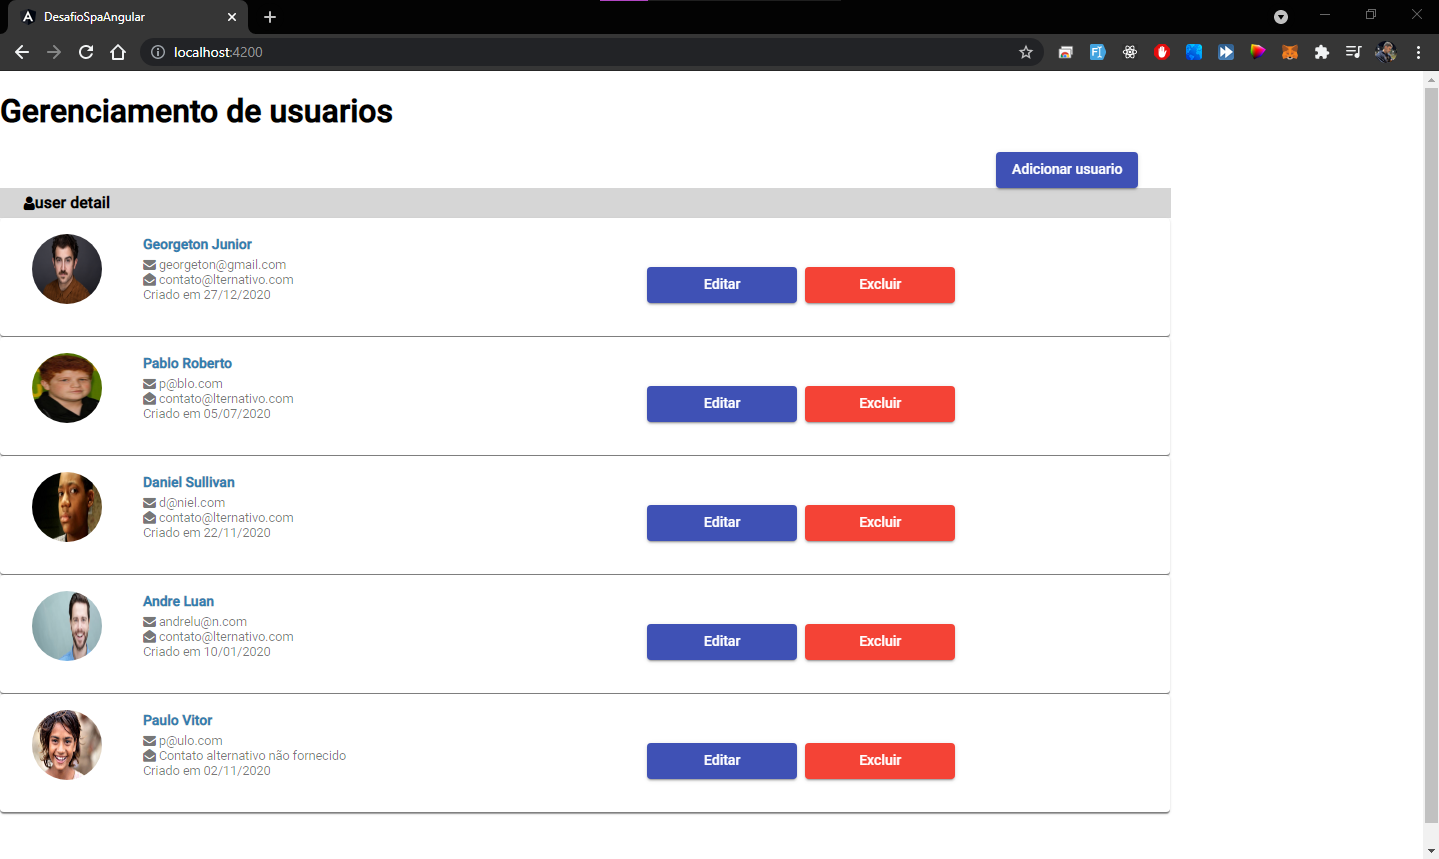 DesafioSpaAngular
localhost:4200
Gerenciamento de usuarios
Adicionar usuario
user detail
Georgeton Junior
georgeton@gmail.com
contato@lternativo.com
Criado em 27/12/2020
Editar
Excluir
Pablo Roberto
p@blo.com
contato@lternativo.com
Criado em 05/07/2020
Editar
Excluir
Daniel Sullivan
d@niel.com
contato@lternativo.com
Criado em 22/11/2020
Editar
Excluir
Andre Luan
andrelu@n.com
contato@lternativo.com
Criado em 10/01/2020
Editar
Excluir
Paulo Vitor
p@ulo.com
Contato alternativo não fornecido
Criado em 02/11/2020
Editar
Excluir